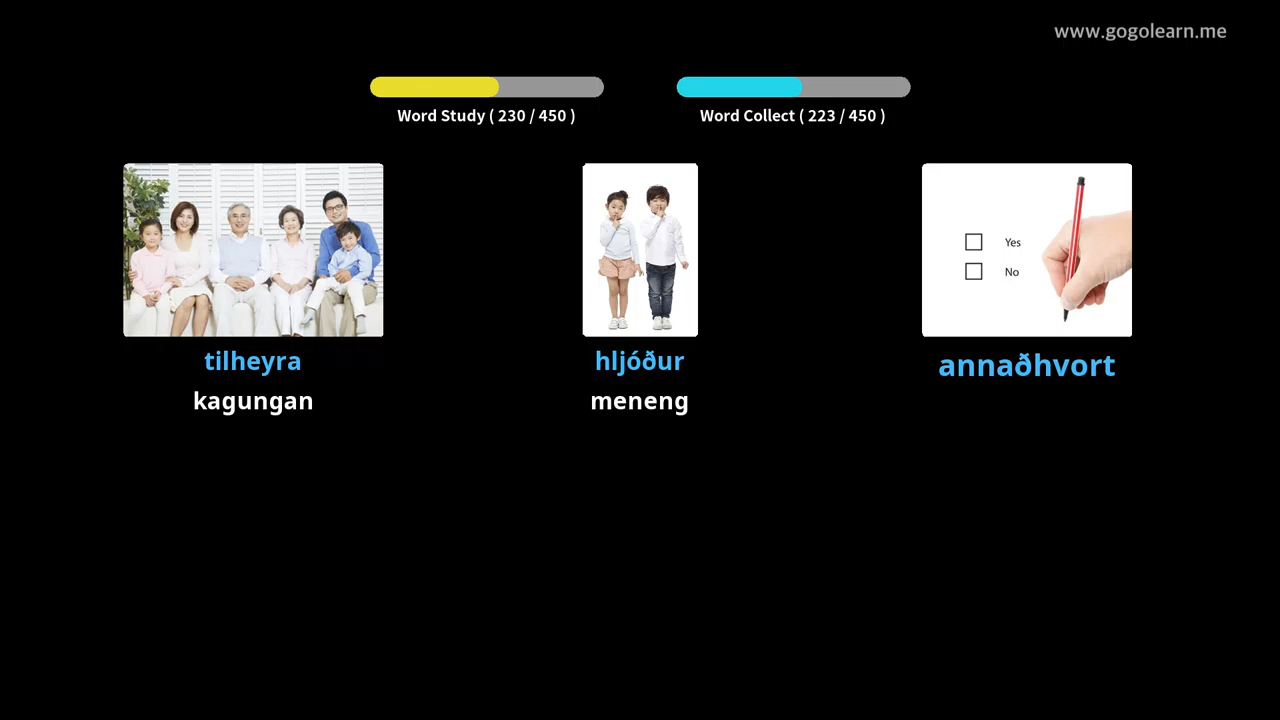 www.gogolearn.me
Word Study ( 230 / 450 )
Word Collect ( 223 / 450 )
Yes
No
tilheyra
hljóður
annaðhvort
kagungan
meneng